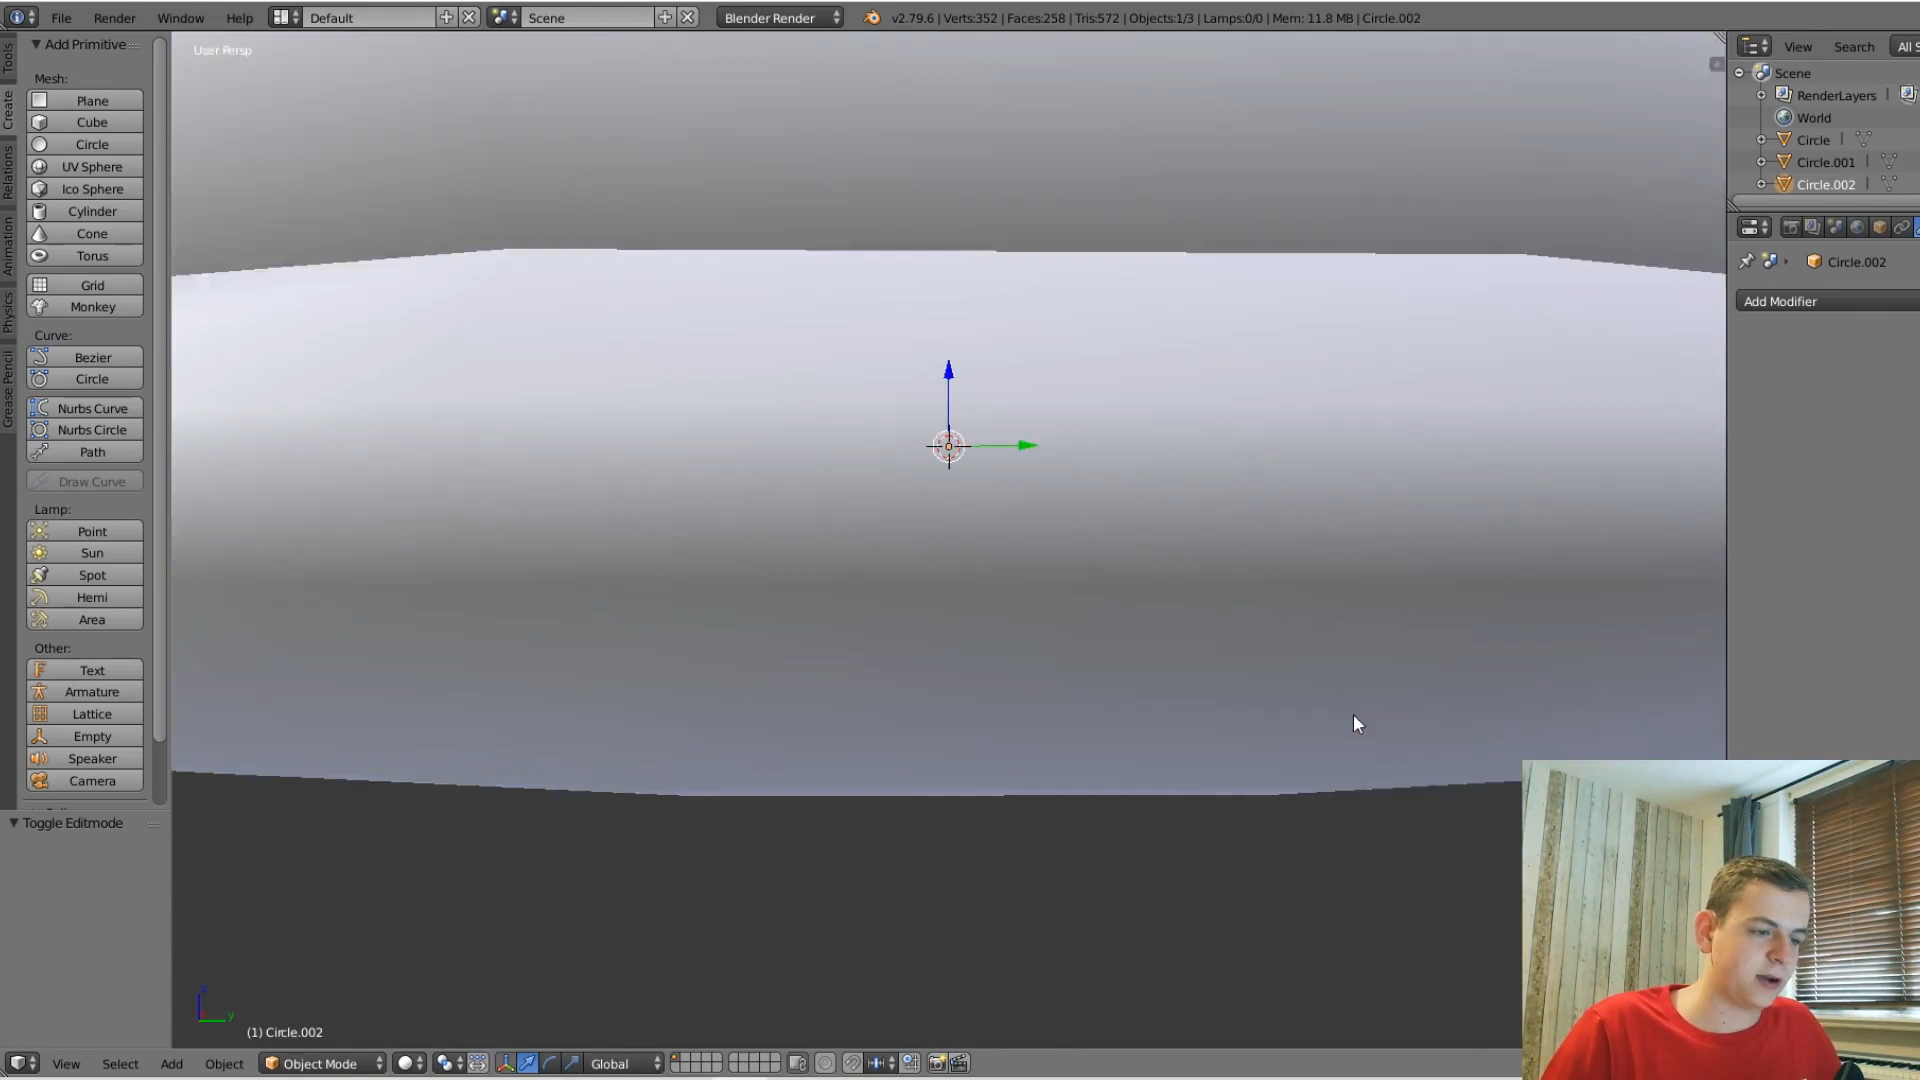 File Render Window Help Default Scene Blender Render v2.79.6 | Verts:352 | Faces:258 | Tris:572 | Objects:1/3 | Lamps:0/0 | Mem: 11.8 MB | Circle.002
Tools
Create
Relations
Animation
Physics
Grease Pencil
Add Primitive
Mesh:
Plane
Cube
Circle
UV Sphere
Ico Sphere
Cylinder
Cone
Torus
Grid
Monkey
Curve:
Bezier
Circle
Nurbs Curve
Nurbs Circle
Path
Draw Curve
Lamp:
Point
Sun
Spot
Hemi
Area
Other:
Text
Armature
Lattice
Empty
Speaker
Camera
Toggle Editmode
User Persp
z
y
(1) Circle.002
View Search All S
Scene
RenderLayers
World
Circle
Circle.001
Circle.002
Circle.002
Add Modifier
View Select Add Object Object Mode Global